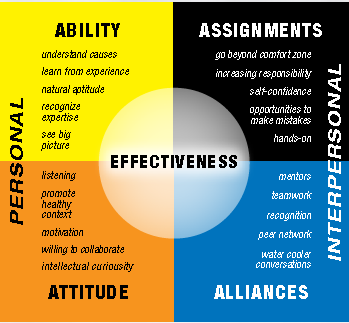 ABILITY
understand causes
learn from experience
natural aptitude
recognize
expertise
see big
picture
ASSIGNMENTS
go beyond comfort zone
increasing responsibility
self-confidence
opportunities to
make mistakes
hands-on
PERSONAL
EFFECTIVENESS
INTERPERSONAL
listening
promote
healthy
context
motivation
willing to collaborate
intellectual curiousity
ATTITUDE
mentors
teamwork
recognition
peer network
water cooler
conversations
ALLIANCES